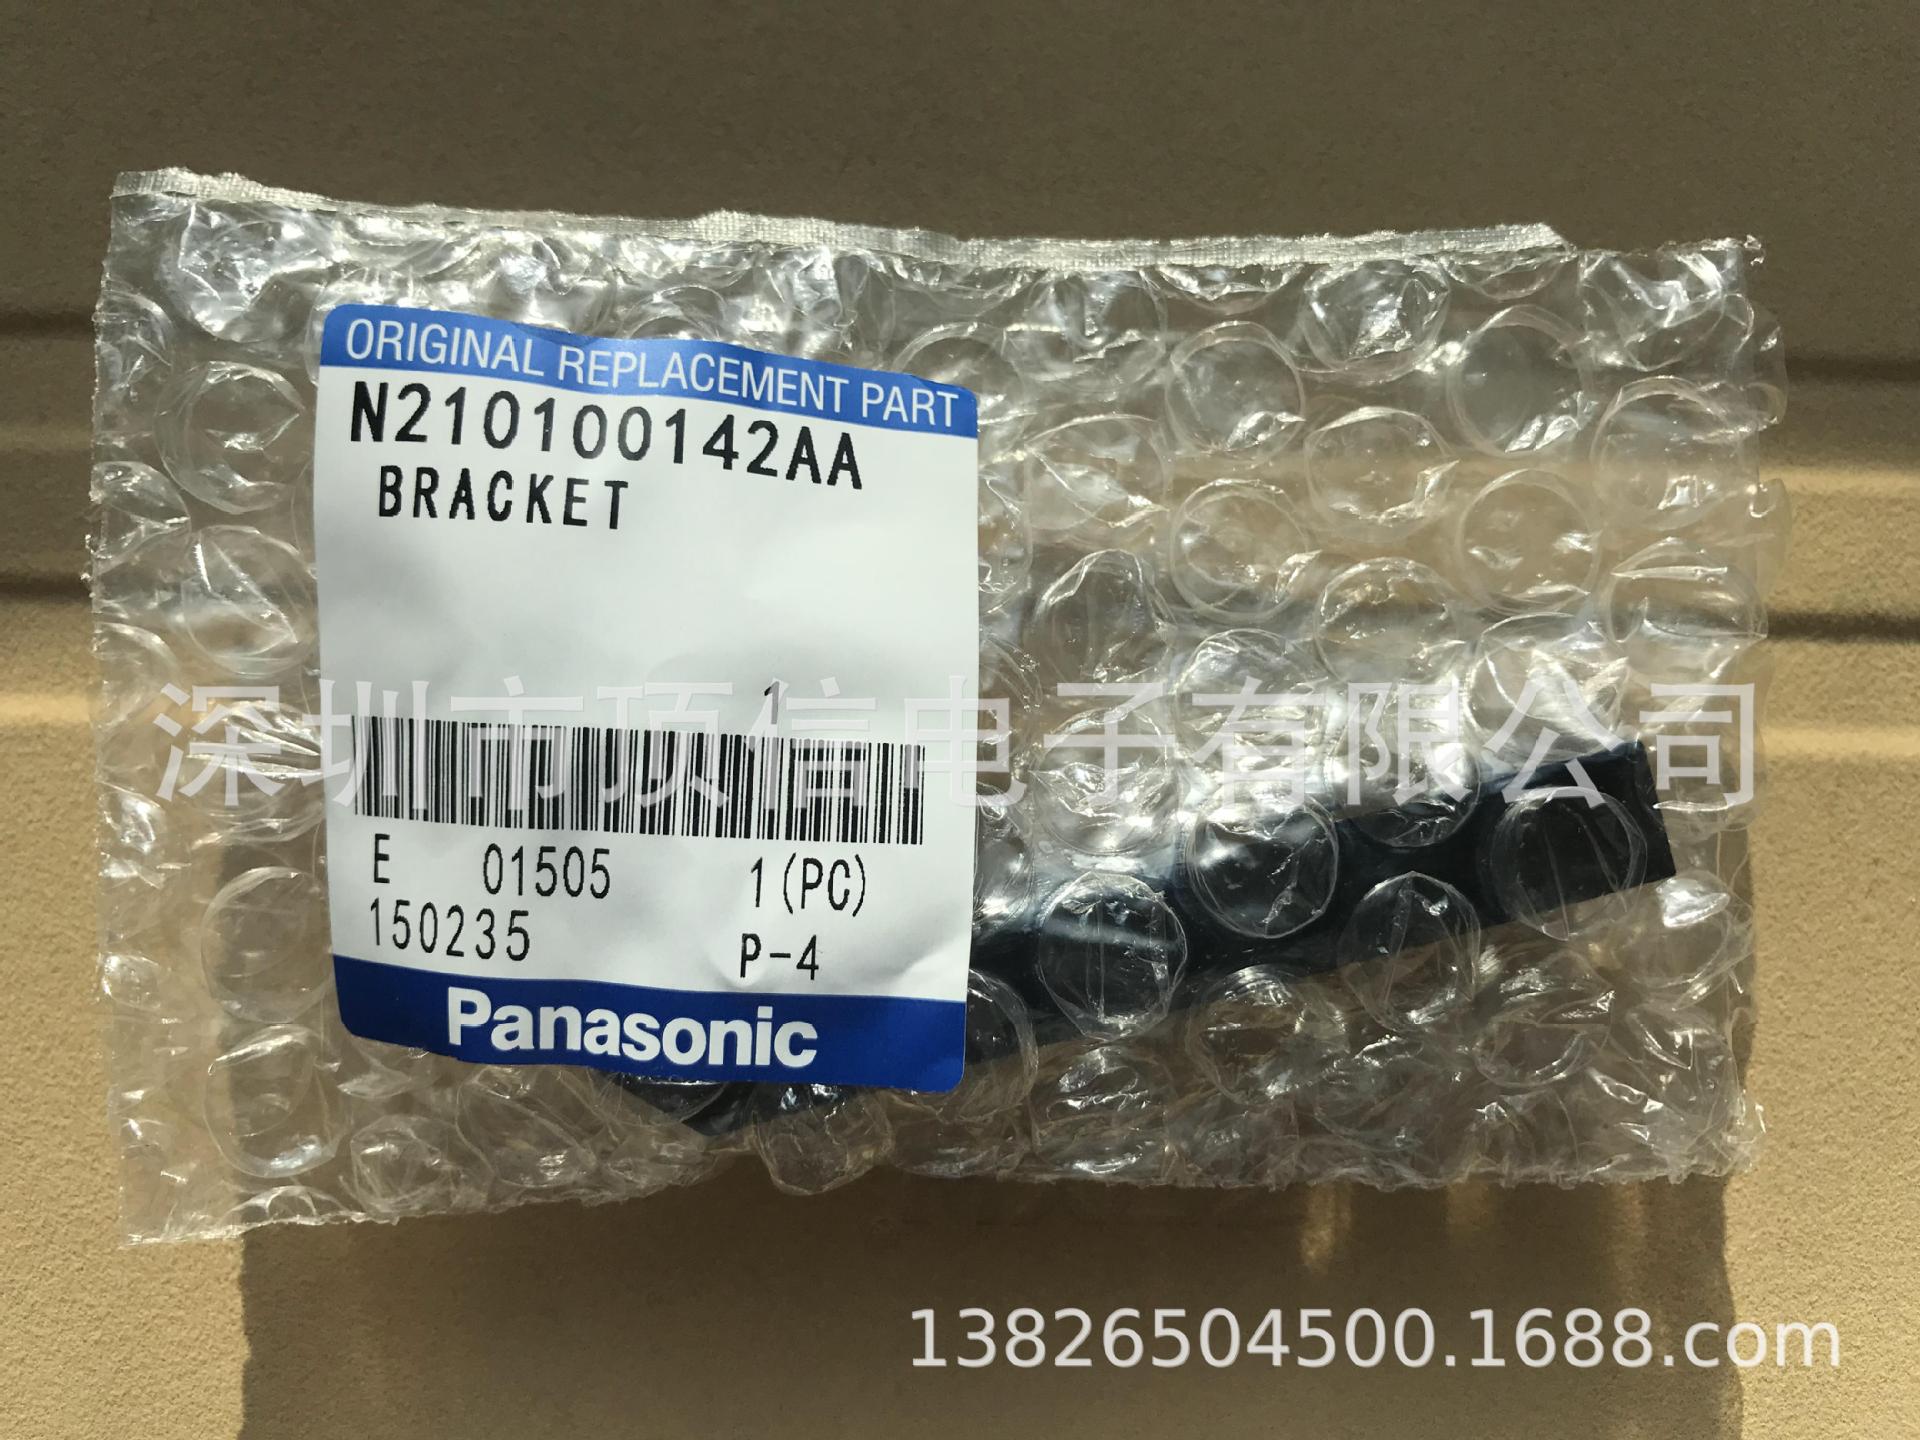 ORIGINAL REPLACEMENT PART
N210100142AA
BRACKET
1
深圳市顶信电子有限公司
E 01505 1(PC)
150235 P-4
Panasonic
13826504500.1688.com